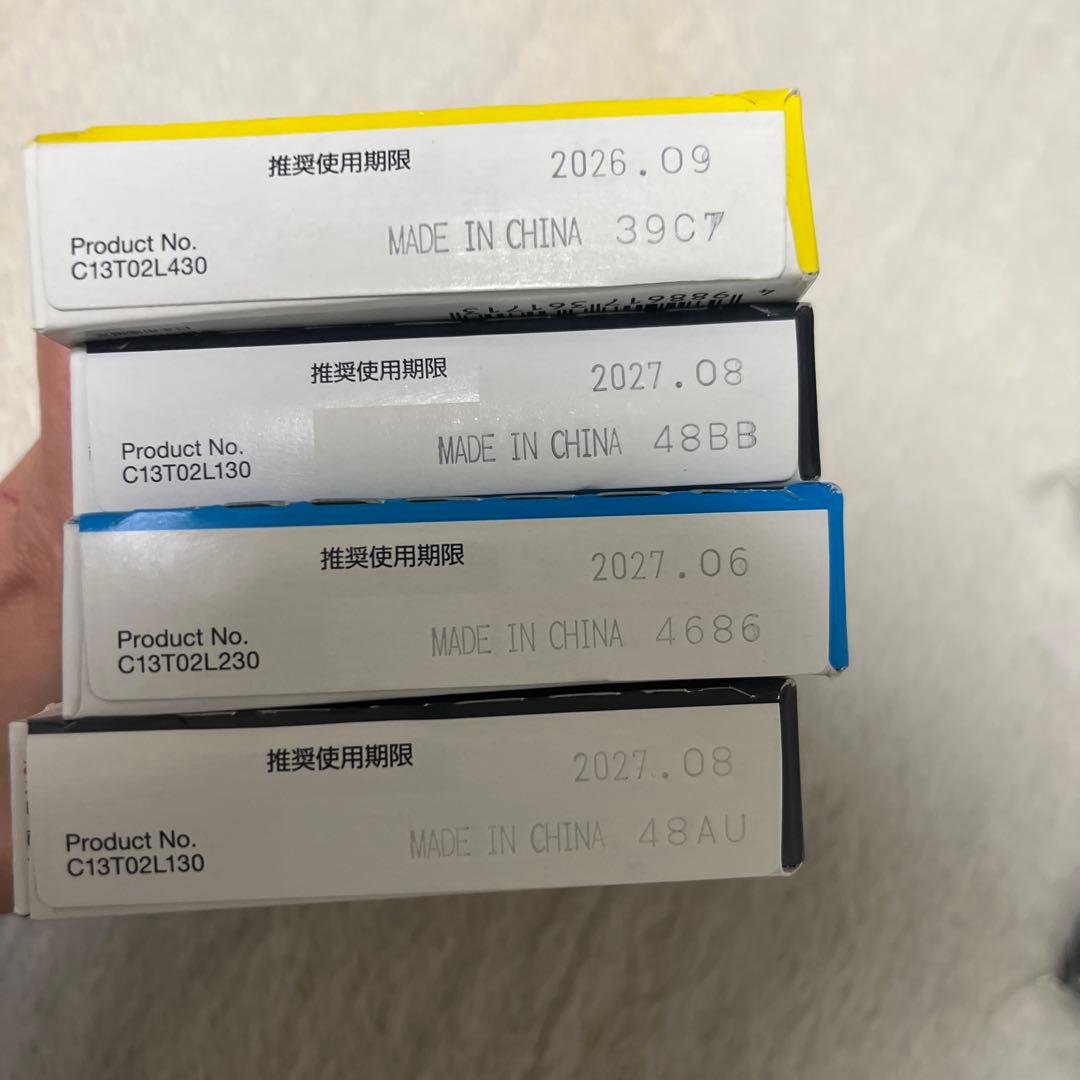 推奨使用期限 2026.09
Product No.
C13T02L430
MADE IN CHINA 39C7
4 988617 361713
推奨使用期限 2027.08
Product No.
C13T02L130
MADE IN CHINA 48BB
推奨使用期限 2027.06
Product No.
C13T02L230
MADE IN CHINA 4686
推奨使用期限 2027.08
Product No.
C13T02L130
MADE IN CHINA 48AU